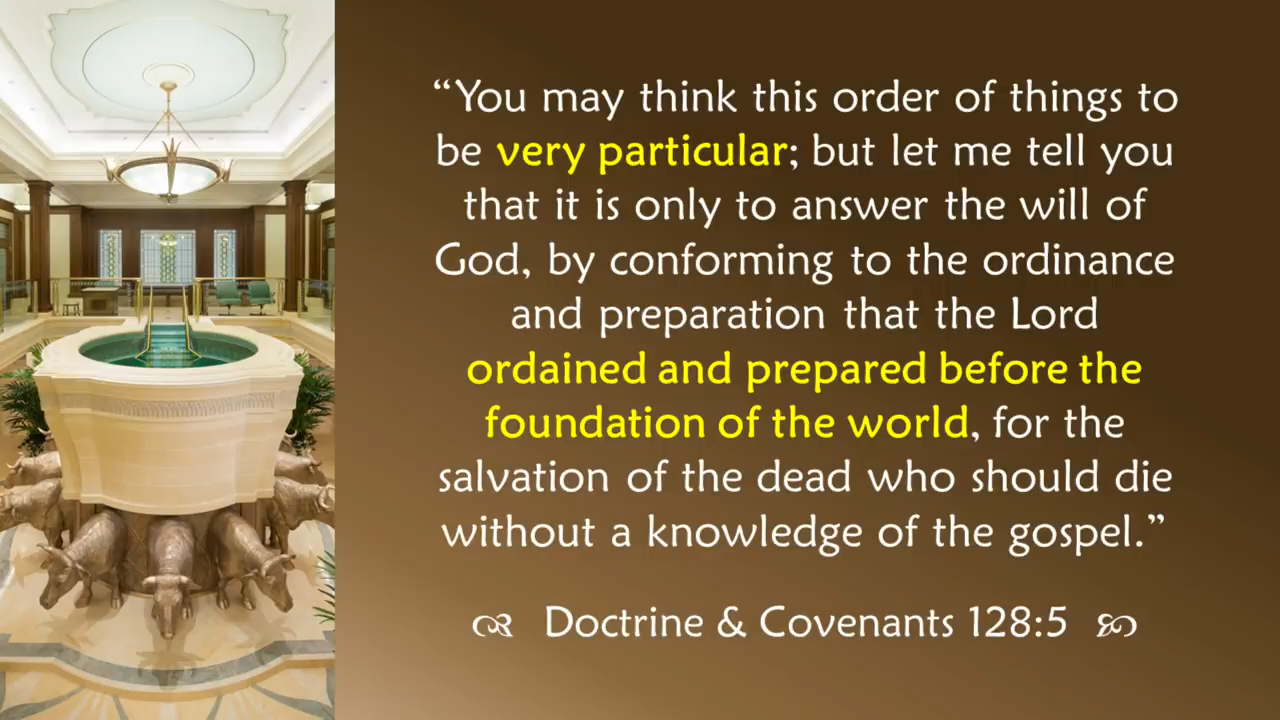 “You may think this order of things to
be very particular; but let me tell you
that it is only to answer the will of
God, by conforming to the ordinance
and preparation that the Lord
ordained and prepared before the
foundation of the world, for the
salvation of the dead who should die
without a knowledge of the gospel.”
Doctrine & Covenants 128:5